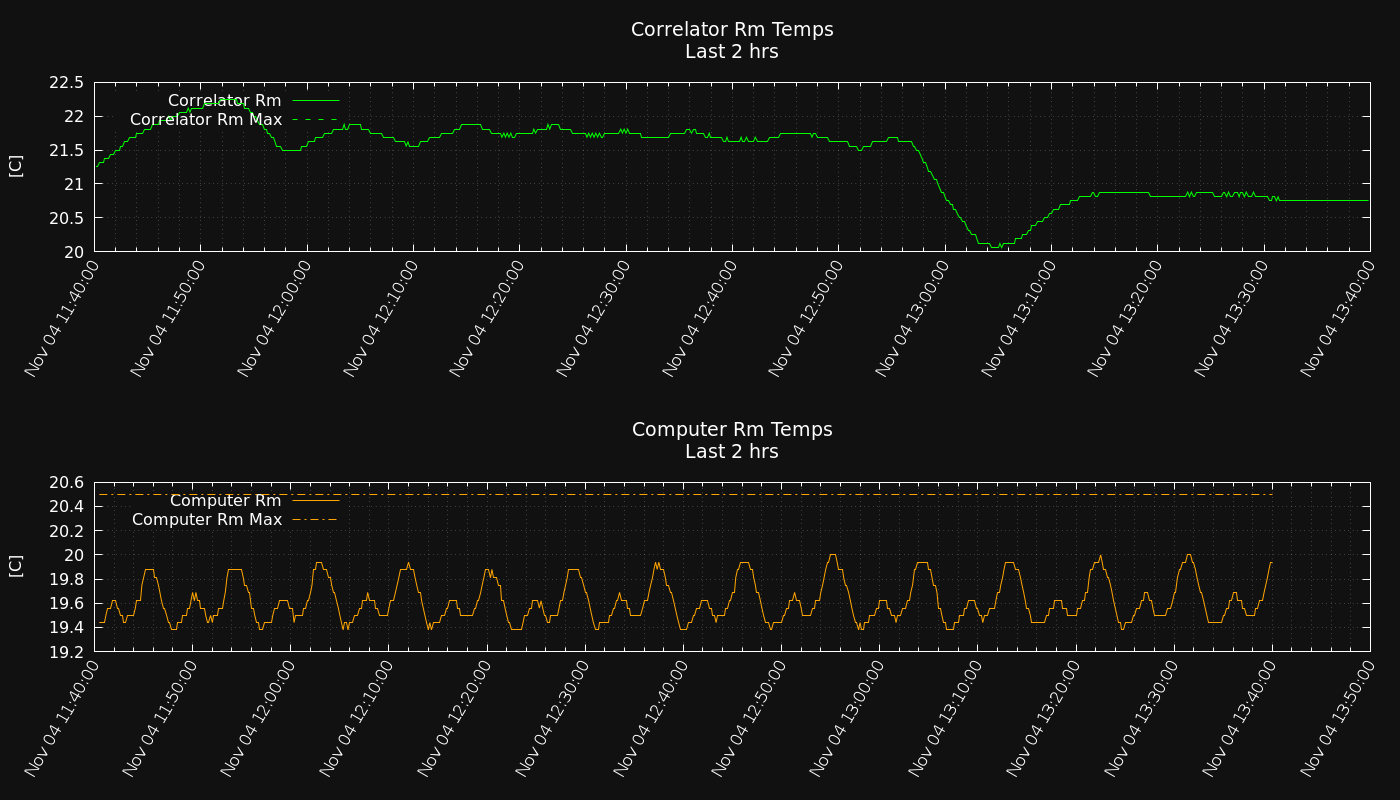 Correlator Rm Temps
Last 2 hrs
22.5
22
21.5
21
20.5
20
[C]
Correlator Rm
Correlator Rm Max
Nov 04 11:40:00
Nov 04 11:50:00
Nov 04 12:00:00
Nov 04 12:10:00
Nov 04 12:20:00
Nov 04 12:30:00
Nov 04 12:40:00
Nov 04 12:50:00
Nov 04 13:00:00
Nov 04 13:10:00
Nov 04 13:20:00
Nov 04 13:30:00
Nov 04 13:40:00
Computer Rm Temps
Last 2 hrs
20.6
20.4
20.2
20
19.8
19.6
19.4
19.2
[C]
Computer Rm
Computer Rm Max
Nov 04 11:40:00
Nov 04 11:50:00
Nov 04 12:00:00
Nov 04 12:10:00
Nov 04 12:20:00
Nov 04 12:30:00
Nov 04 12:40:00
Nov 04 12:50:00
Nov 04 13:00:00
Nov 04 13:10:00
Nov 04 13:20:00
Nov 04 13:30:00
Nov 04 13:40:00
Nov 04 13:50:00